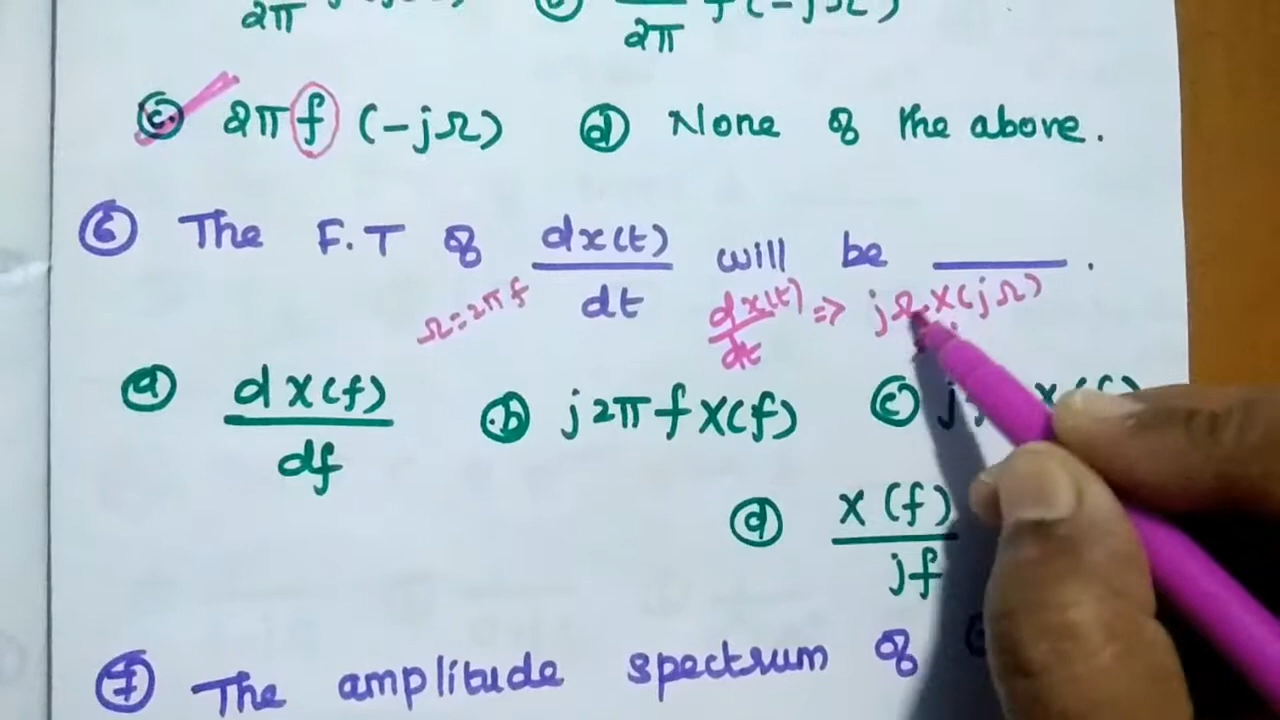 2π
2π f(-jΩ)
ⓒ 2π f (-jΩ) ⓓ None of the above.
⑥ The F.T of dx(t)/dt will be ______ .
Ω=2πf dx(t)/dt => jΩ X(jΩ)
ⓐ dX(f)/df ⓑ j2πf X(f) ⓒ j
ⓓ X(f)/jf
⑦ The amplitude spectrum of